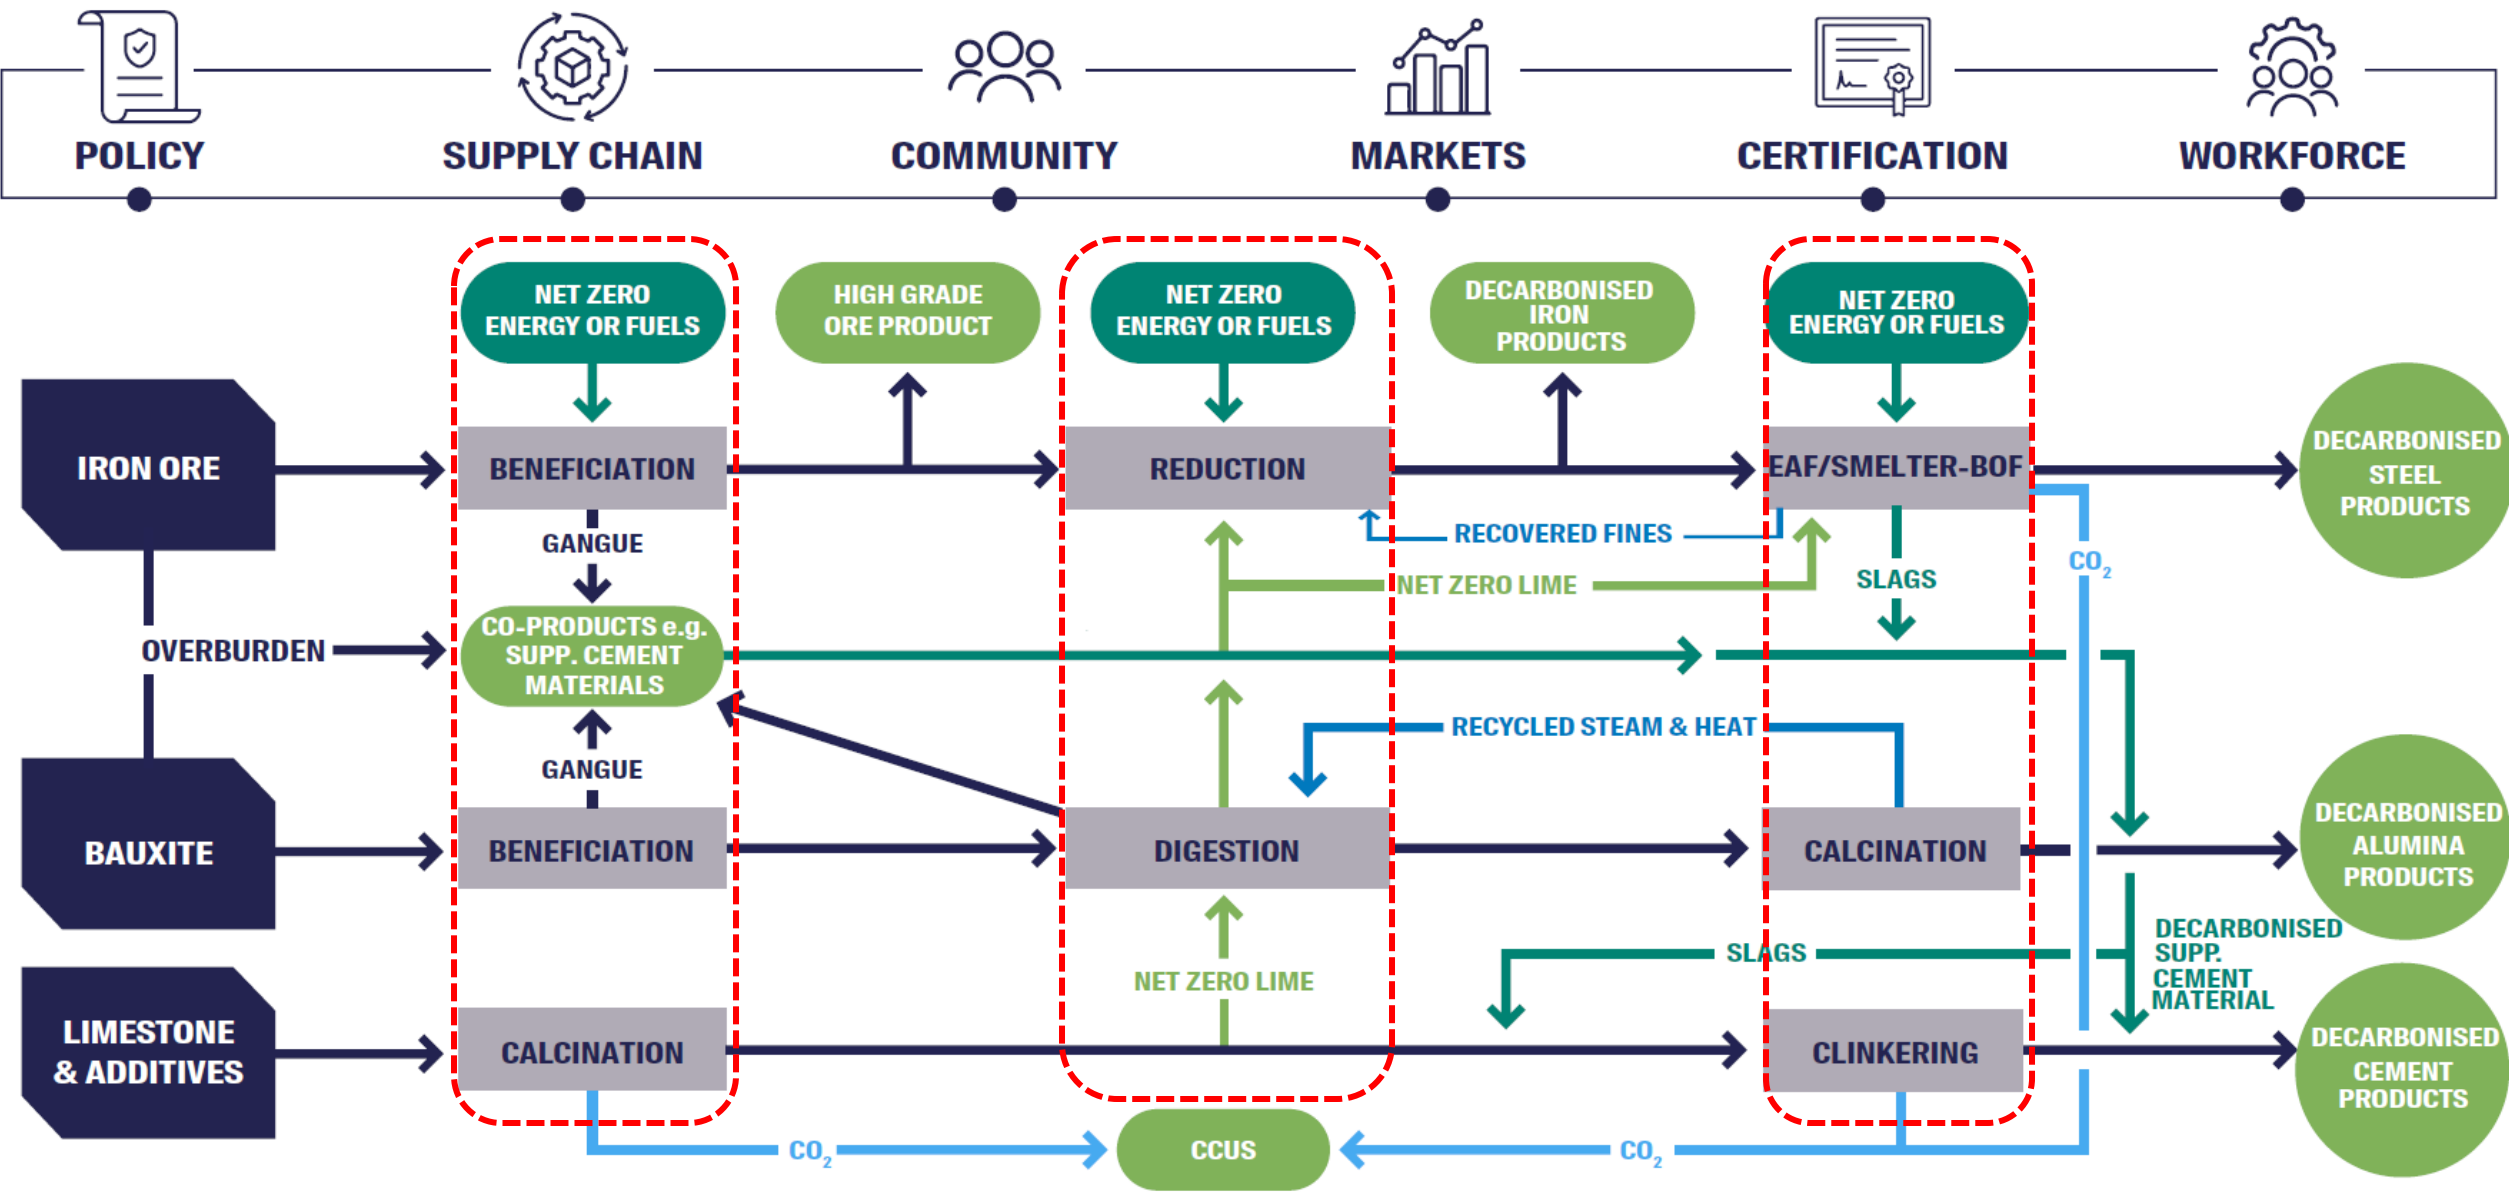 POLICY
SUPPLY CHAIN
COMMUNITY
MARKETS
CERTIFICATION
WORKFORCE
NET ZERO
ENERGY OR FUELS
HIGH GRADE
ORE PRODUCT
NET ZERO
ENERGY OR FUELS
DECARBONISED
IRON
PRODUCTS
NET ZERO
ENERGY OR FUELS
IRON ORE
BENEFICIATION
REDUCTION
EAF/SMELTER-BOF
DECARBONISED
STEEL
PRODUCTS
GANGUE
RECOVERED FINES
CO2
NET ZERO LIME
SLAGS
OVERBURDEN
CO-PRODUCTS e.g.
SUPP. CEMENT
MATERIALS
RECYCLED STEAM & HEAT
GANGUE
BAUXITE
BENEFICIATION
DIGESTION
CALCINATION
DECARBONISED
ALUMINA
PRODUCTS
SLAGS
DECARBONISED
SUPP.
CEMENT
MATERIAL
NET ZERO LIME
LIMESTONE
& ADDITIVES
CALCINATION
CLINKERING
DECARBONISED
CEMENT
PRODUCTS
CO2
CCUS
CO2